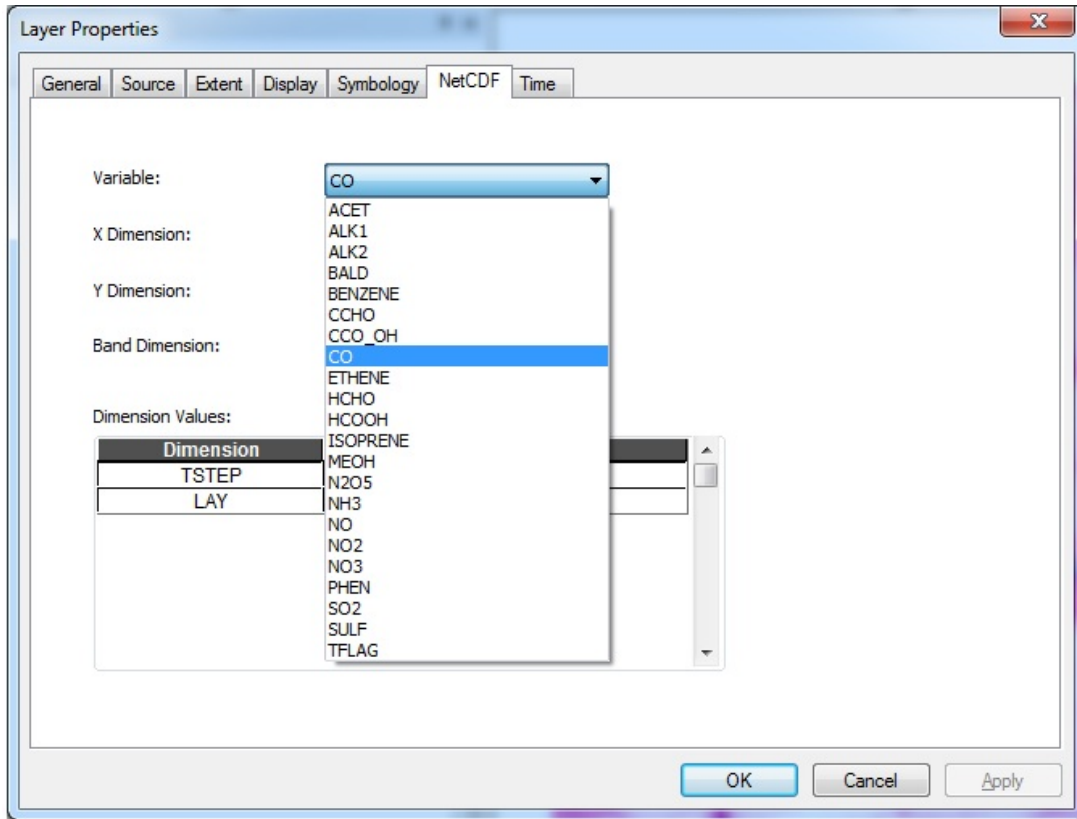 Layer Properties
General Source Extent Display Symbology NetCDF Time
Variable: CO
ACET
ALK1
X Dimension:
ALK2
BALD
Y Dimension:
BENZENE
CCHO
CCO_OH
Band Dimension:
CO
ETHENE
HCHO
Dimension Values:
HCOOH
ISOPRENE
Dimension
MEOH
TSTEP
N2O5
LAY
NH3
NO
NO2
NO3
PHEN
SO2
SULF
TFLAG
OK Cancel Apply